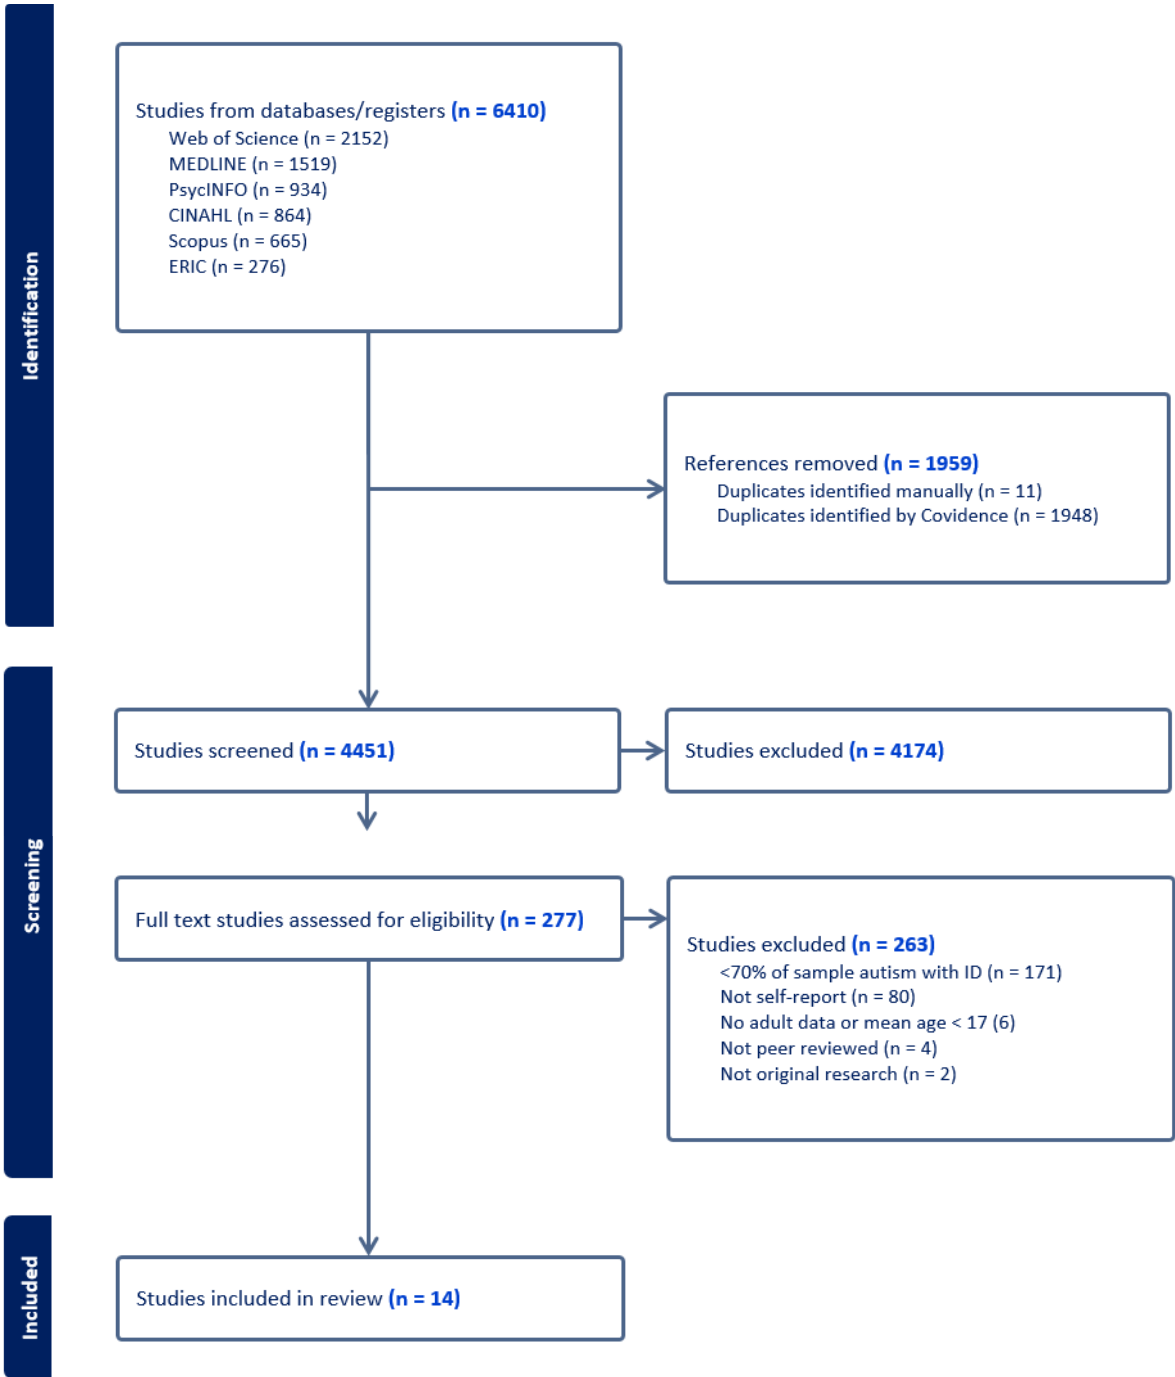 Identification
Studies from databases/registers (n = 6410)
Web of Science (n = 2152)
MEDLINE (n = 1519)
PsycINFO (n = 934)
CINAHL (n = 864)
Scopus (n = 665)
ERIC (n = 276)
References removed (n = 1959)
Duplicates identified manually (n = 11)
Duplicates identified by Covidence (n = 1948)
Screening
Studies screened (n = 4451)
Studies excluded (n = 4174)
Full text studies assessed for eligibility (n = 277)
Studies excluded (n = 263)
<70% of sample autism with ID (n = 171)
Not self-report (n = 80)
No adult data or mean age < 17 (6)
Not peer reviewed (n = 4)
Not original research (n = 2)
Included
Studies included in review (n = 14)